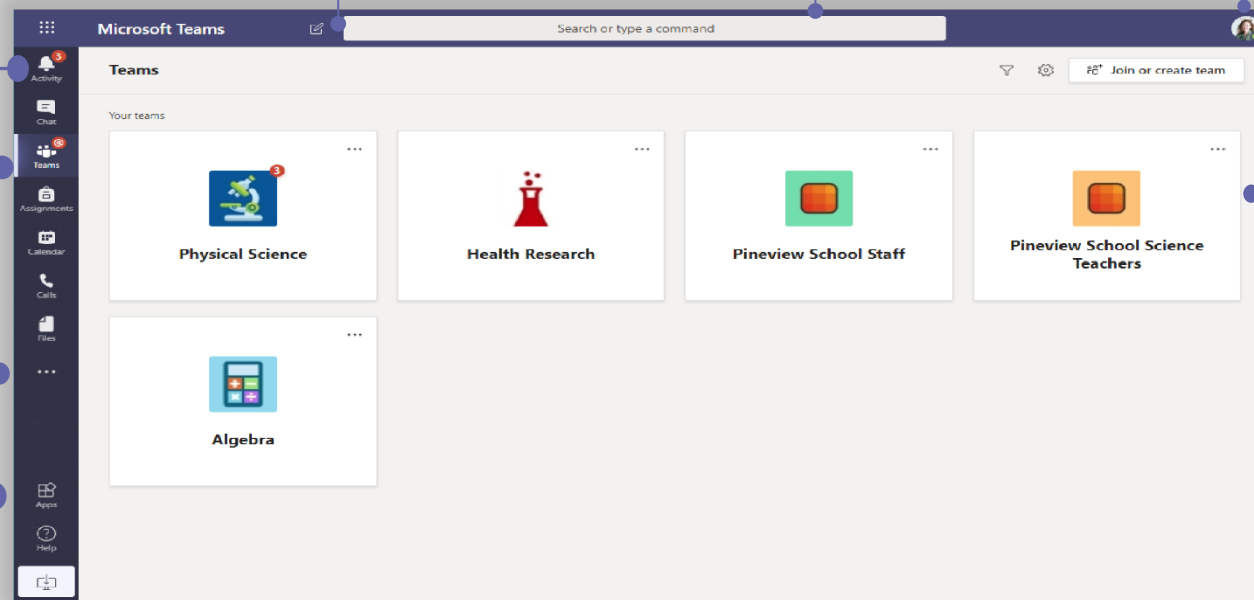 Microsoft Teams
Search or type a command
3
Activity
Chat
@
Teams
Assignments
Calendar
Calls
Files
Apps
Help
Teams
Join or create team
Your teams
3
Physical Science
Health Research
Pineview School Staff
Pineview School Science
Teachers
Algebra